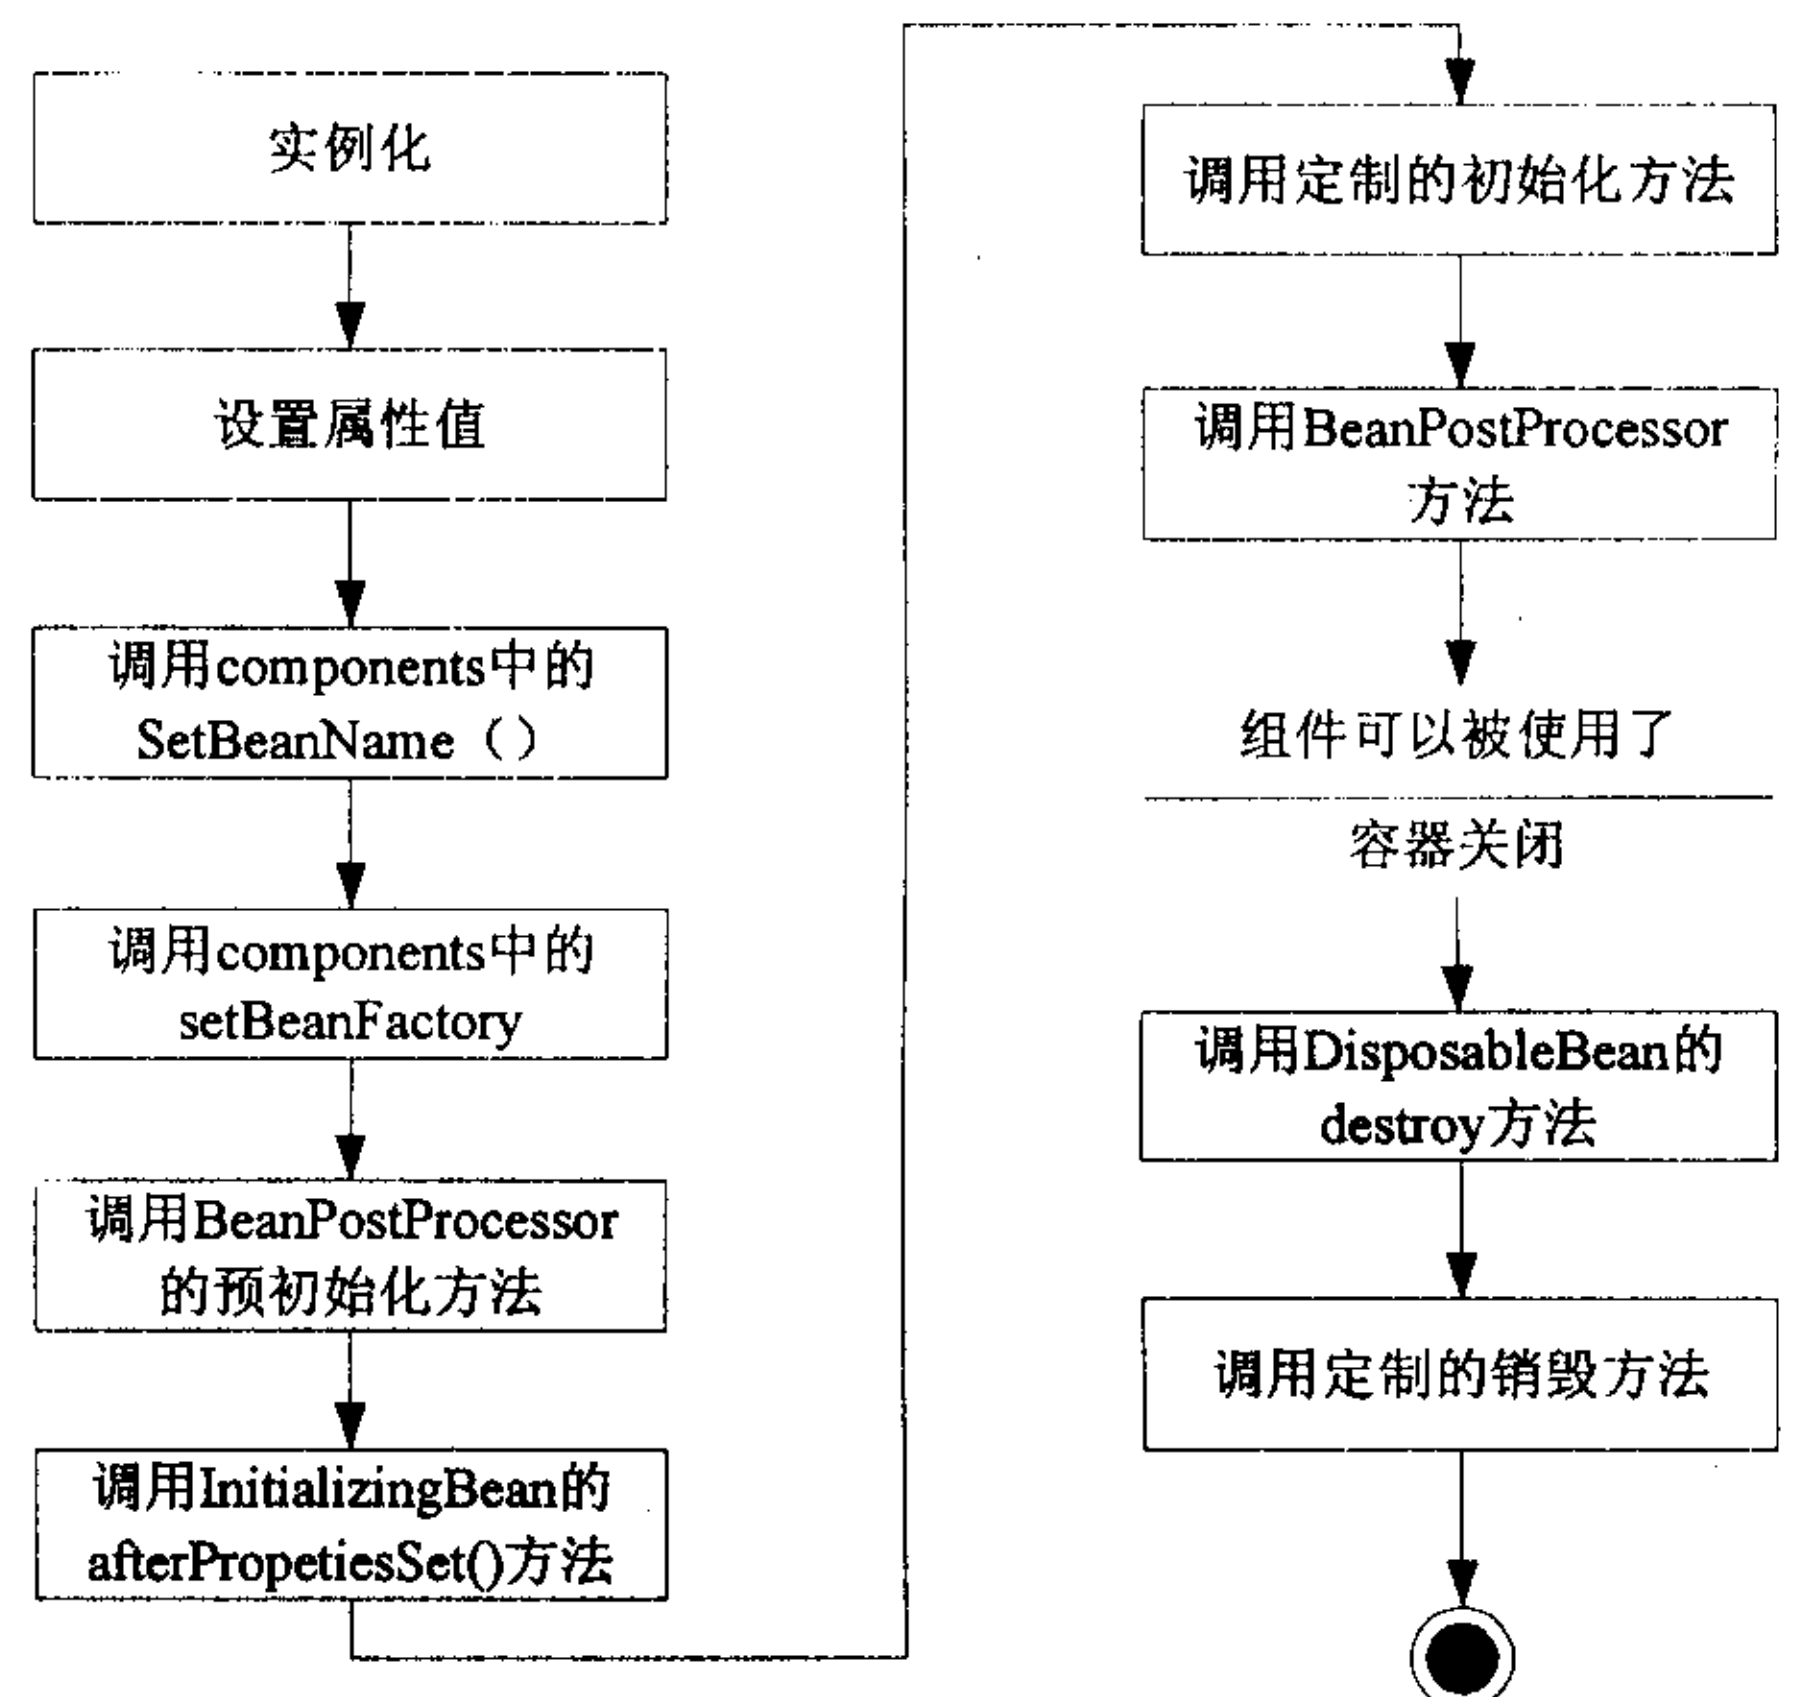 实例化
设置属性值
调用components中的
SetBeanName（）
调用components中的
setBeanFactory
调用BeanPostProcessor
的预初始化方法
调用InitializingBean的
afterPropetiesSet()方法
调用定制的初始化方法
调用BeanPostProcessor
方法
组件可以被使用了
容器关闭
调用DisposableBean的
destroy方法
调用定制的销毁方法